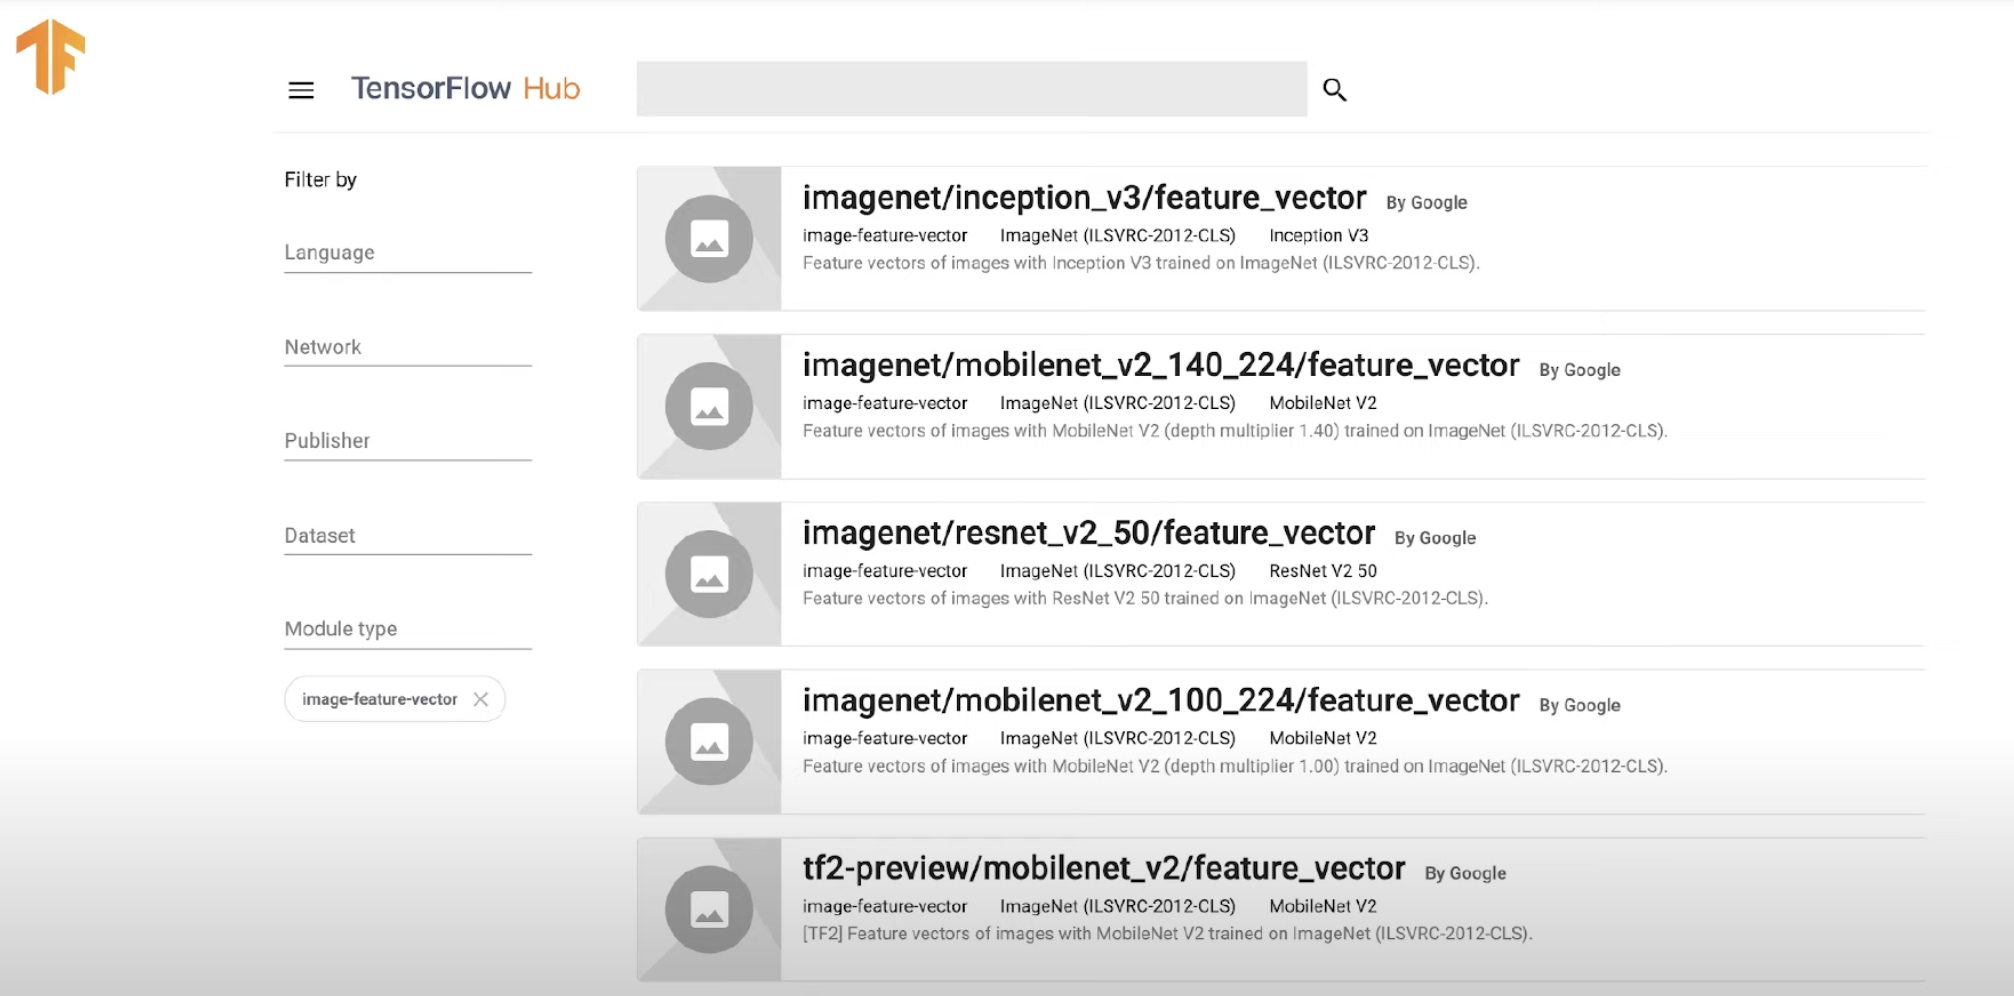 TF
TensorFlow Hub
Filter by
Language
Network
Publisher
Dataset
Module type
image-feature-vector
imagenet/inception_v3/feature_vector By Google
image-feature-vector ImageNet (ILSVRC-2012-CLS) Inception V3
Feature vectors of images with Inception V3 trained on ImageNet (ILSVRC-2012-CLS).
imagenet/mobilenet_v2_140_224/feature_vector By Google
image-feature-vector ImageNet (ILSVRC-2012-CLS) MobileNet V2
Feature vectors of images with MobileNet V2 (depth multiplier 1.40) trained on ImageNet (ILSVRC-2012-CLS).
imagenet/resnet_v2_50/feature_vector By Google
image-feature-vector ImageNet (ILSVRC-2012-CLS) ResNet V2 50
Feature vectors of images with ResNet V2 50 trained on ImageNet (ILSVRC-2012-CLS).
imagenet/mobilenet_v2_100_224/feature_vector By Google
image-feature-vector ImageNet (ILSVRC-2012-CLS) MobileNet V2
Feature vectors of images with MobileNet V2 (depth multiplier 1.00) trained on ImageNet (ILSVRC-2012-CLS).
tf2-preview/mobilenet_v2/feature_vector By Google
image-feature-vector ImageNet (ILSVRC-2012-CLS) MobileNet V2
[TF2] Feature vectors of images with MobileNet V2 trained on ImageNet (ILSVRC-2012-CLS).